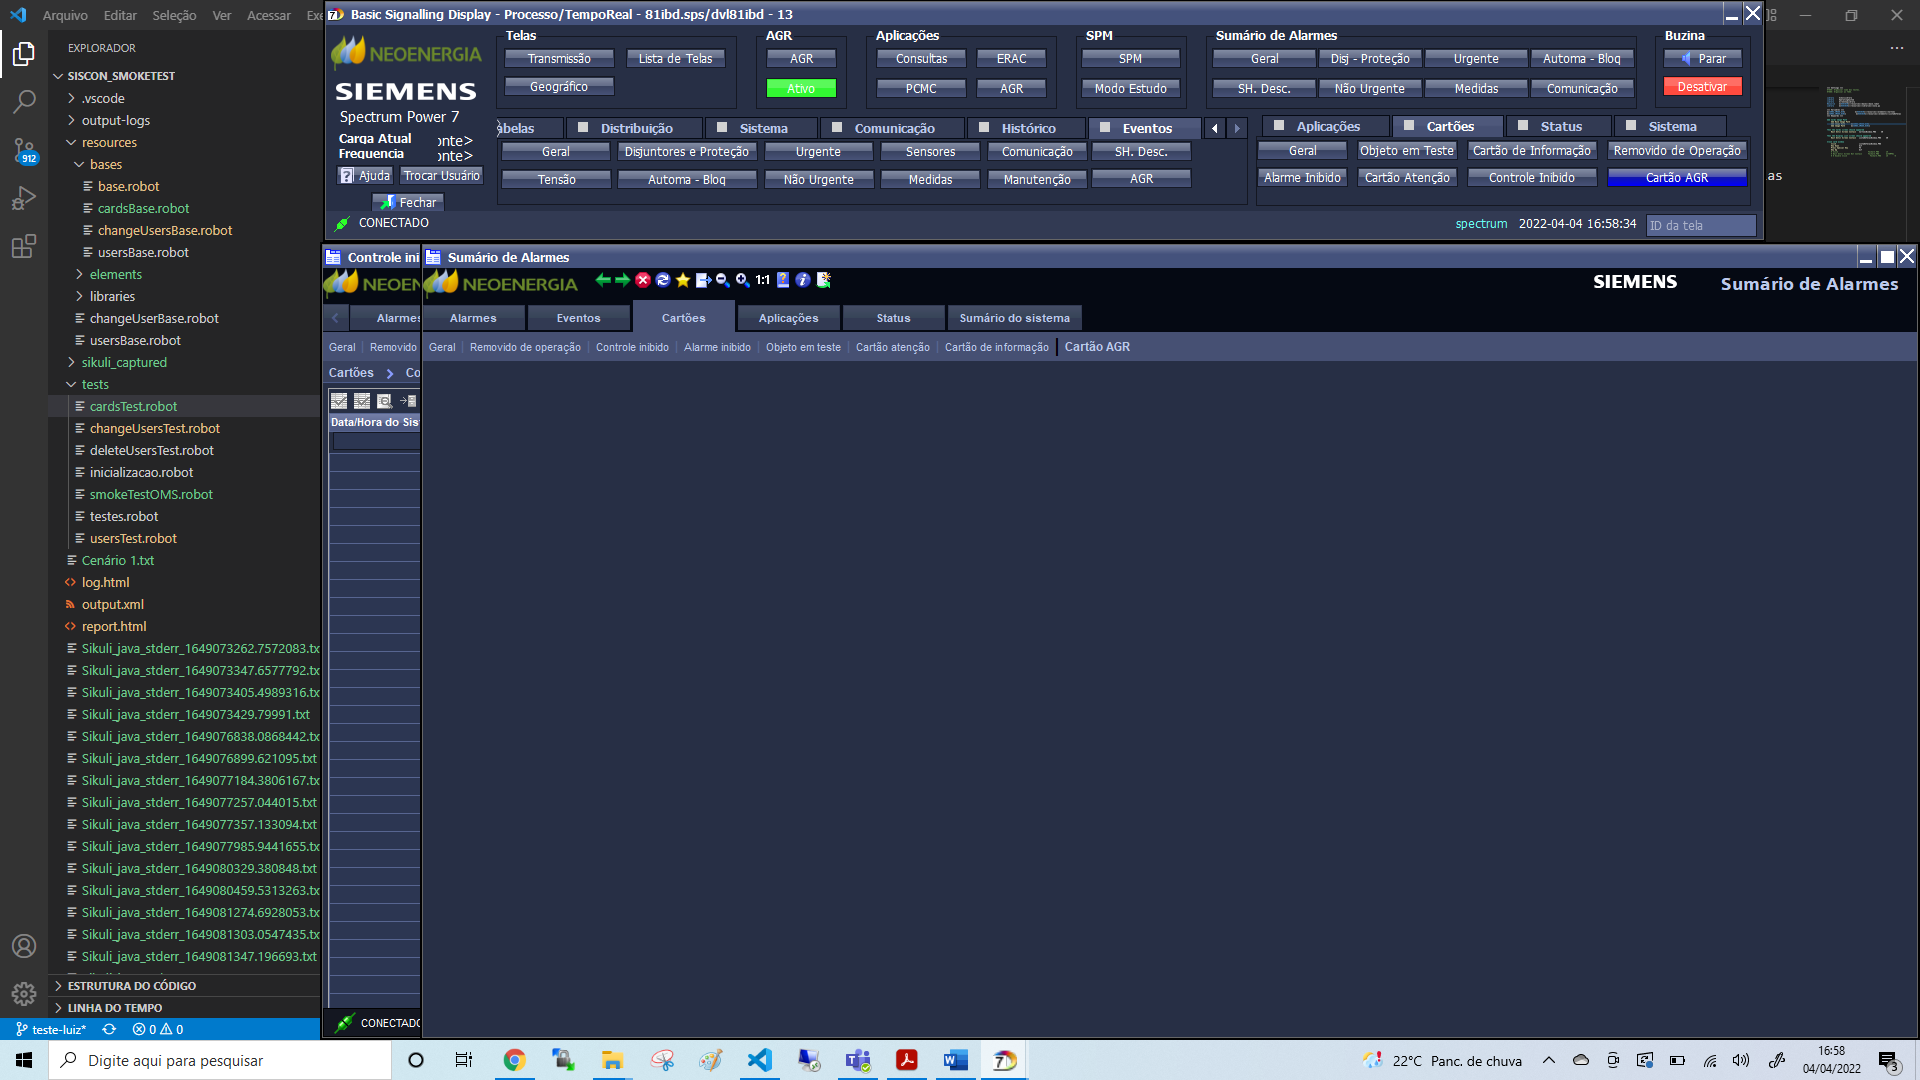 Arquivo Editar Seleção Ver Acessar Exe
Basic Signalling Display - Processo/TempoReal - 81ibd.sps/dvl81ibd - 13
NEOENERGIA
SIEMENS
Spectrum Power 7
Carga Atual
Frequencia
onte>
onte>
Ajuda Trocar Usuário
Fechar
CONECTADO
Telas
Transmissão Lista de Telas
Geográfico
AGR
AGR
Ativo
Aplicações
Consultas ERAC
PCMC AGR
SPM
SPM
Modo Estudo
Sumário de Alarmes
Geral Disj - Proteção Urgente Automa - Bloq
SH. Desc. Não Urgente Medidas Comunicação
Buzina
Parar
Desativar
abelas Distribuição Sistema Comunicação Histórico Eventos
Geral Disjuntores e Proteção Urgente Sensores Comunicação SH. Desc.
Tensão Automa - Bloq Não Urgente Medidas Manutenção AGR
Aplicações Cartões Status Sistema
Geral Objeto em Teste Cartão de Informação Removido de Operação
Alarme Inibido Cartão Atenção Controle Inibido Cartão AGR
spectrum 2022-04-04 16:58:34 ID da tela
as
EXPLORADOR
SISCON_SMOKETEST
.vscode
output-logs
resources
bases
base.robot
cardsBase.robot
changeUsersBase.robot
usersBase.robot
elements
libraries
changeUserBase.robot
usersBase.robot
sikuli_captured
tests
cardsTest.robot
changeUsersTest.robot
deleteUsersTest.robot
inicializacao.robot
smokeTestOMS.robot
testes.robot
usersTest.robot
Cenário 1.txt
log.html
output.xml
report.html
Sikuli_java_stderr_1649073262.7572083.tx
Sikuli_java_stderr_1649073347.6577792.tx
Sikuli_java_stderr_1649073405.4989316.tx
Sikuli_java_stderr_1649073429.79991.txt
Sikuli_java_stderr_1649076838.0868442.tx
Sikuli_java_stderr_1649076899.621095.txt
Sikuli_java_stderr_1649077184.3806167.tx
Sikuli_java_stderr_1649077257.044015.txt
Sikuli_java_stderr_1649077357.133094.txt
Sikuli_java_stderr_1649077985.9441655.tx
Sikuli_java_stderr_1649080329.380848.txt
Sikuli_java_stderr_1649080459.5313263.tx
Sikuli_java_stderr_1649081274.6928053.tx
Sikuli_java_stderr_1649081303.0547435.tx
Sikuli_java_stderr_1649081347.196693.txt
ESTRUTURA DO CÓDIGO
LINHA DO TEMPO
912
teste-luiz* 0 0
Controle ini
NEOEN
Alarmes
Geral Removido
Cartões Co
Data/Hora do Sis
CONECTADO
Sumário de Alarmes
NEOENERGIA 1:1 SIEMENS Sumário de Alarmes
Alarmes Eventos Cartões Aplicações Status Sumário do sistema
Geral Removido de operação Controle inibido Alarme inibido Objeto em teste Cartão atenção Cartão de informação Cartão AGR
Digite aqui para pesquisar
22°C Panc. de chuva
16:58
04/04/2022
3